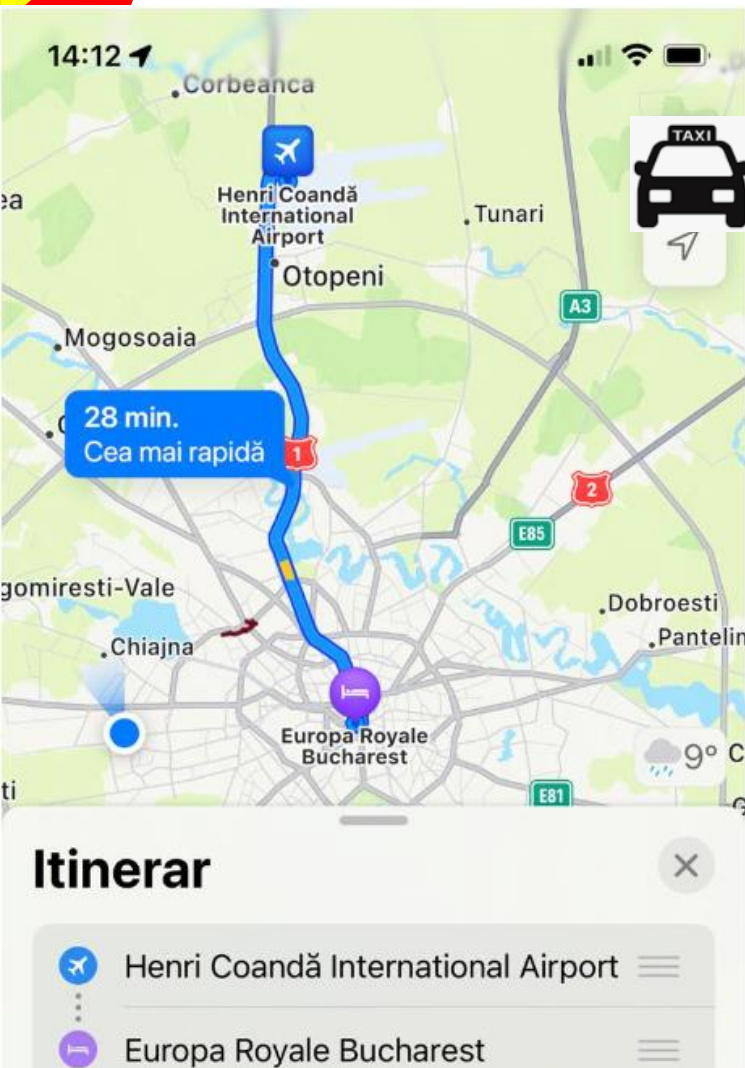 14:12
Corbeanca
TAXI
Henri Coandă
International
Airport
Tunari
Otopeni
A3
Mogosoaia
28 min.
Cea mai rapidă
1
2
E85
gomiresti-Vale
Dobroesti
Chiajna
Pantelin
Europa Royale
Bucharest
9°
E81
Itinerar
Henri Coandă International Airport
Europa Royale Bucharest